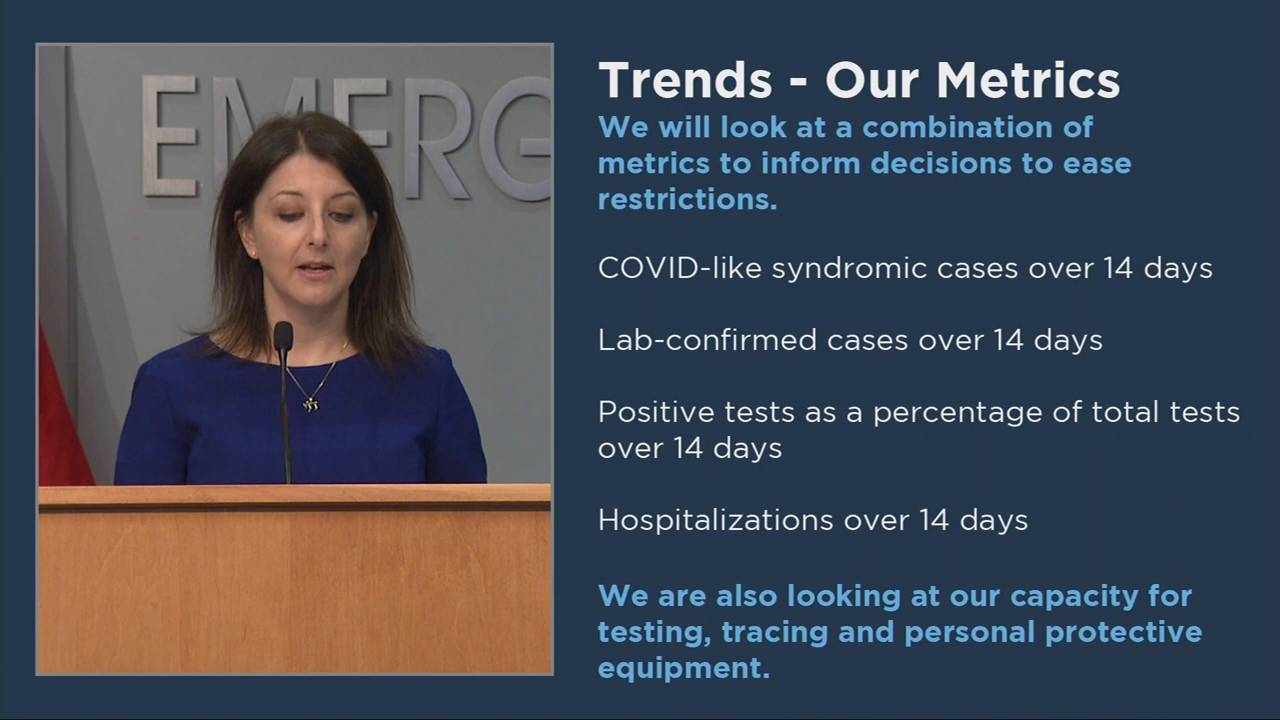 EMERG
Trends - Our Metrics
We will look at a combination of
metrics to inform decisions to ease
restrictions.
COVID-like syndromic cases over 14 days
Lab-confirmed cases over 14 days
Positive tests as a percentage of total tests
over 14 days
Hospitalizations over 14 days
We are also looking at our capacity for
testing, tracing and personal protective
equipment.